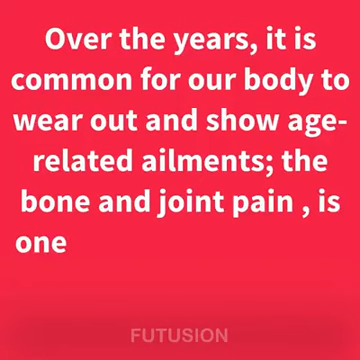 Over the years, it is
common for our body to
wear out and show age-
related ailments; the
bone and joint pain , is
one
FUTUSION